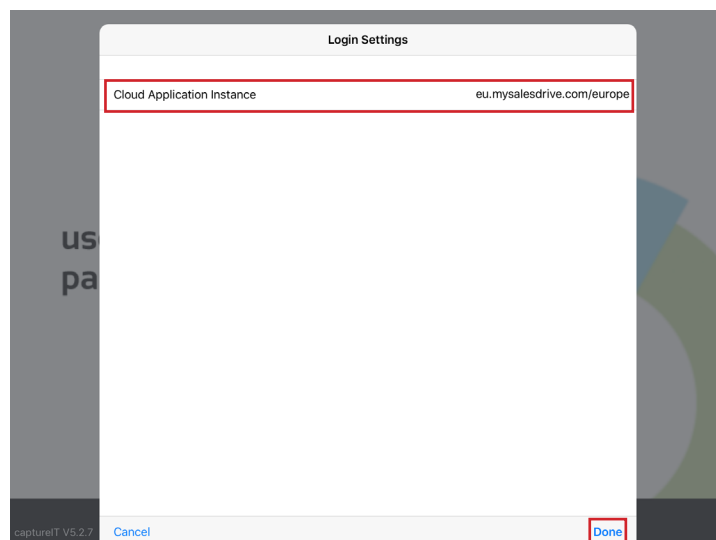 Login Settings
Cloud Application Instance eu.mysalesdrive.com/europe
us
pa
captureIT V5.2.7 Cancel Done